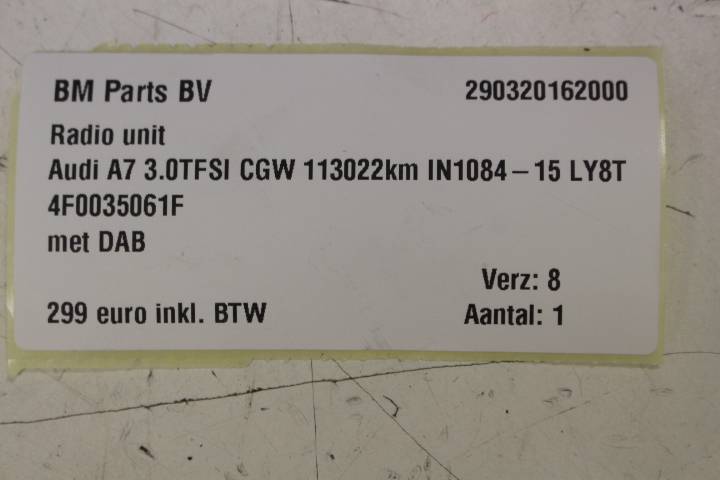 BM Parts BV 290320162000
Radio unit
Audi A7 3.0TFSI CGW 113022km IN1084-15 LY8T
4F0035061F
met DAB
Verz: 8
299 euro inkl. BTW Aantal: 1